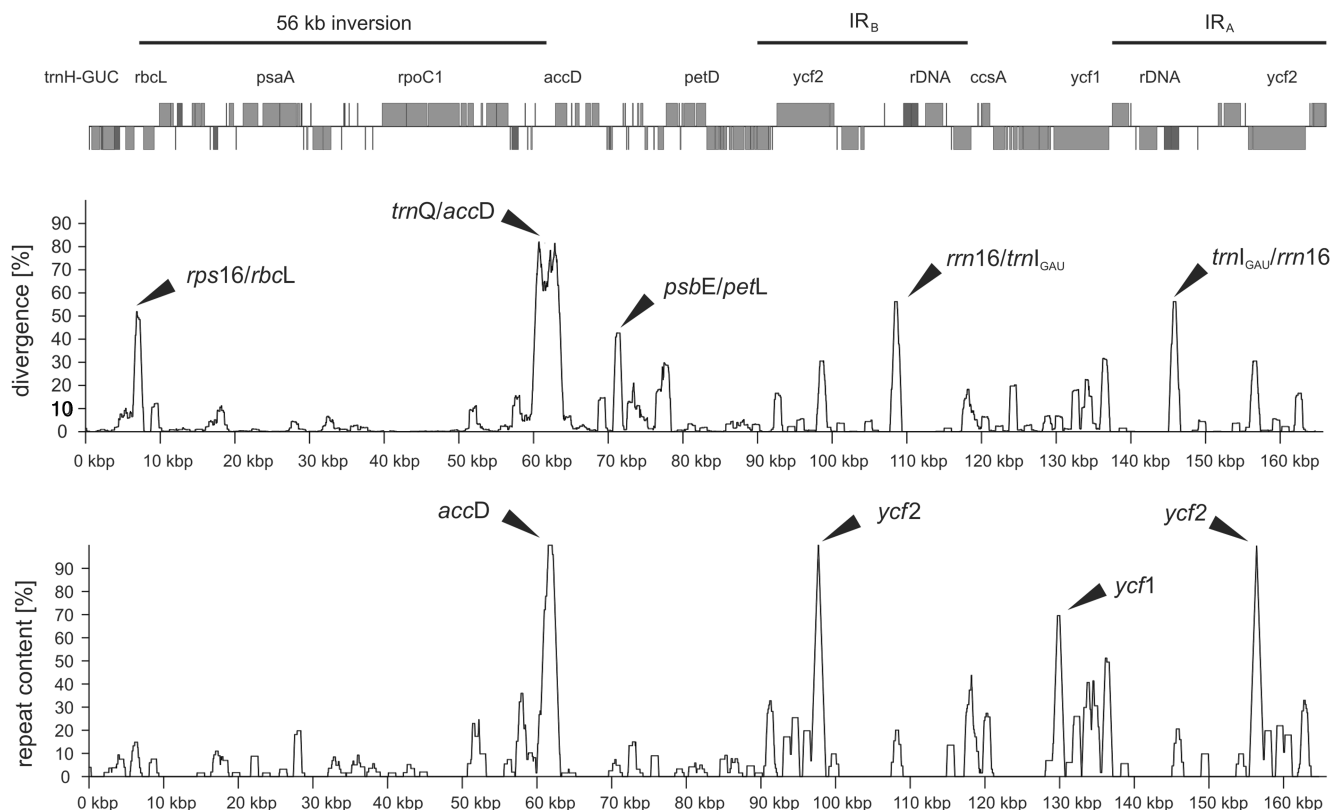 56 kb inversion IR_B IR_A
trnH-GUC rbcL psaA rpoC1 accD petD ycf2 rDNA ccsA ycf1 rDNA ycf2
divergence [%]
90
80
70
60
50
40
30
20
10
0
trnQ/accD
rps16/rbcL
psbE/petL
rrn16/trnI_GAU
trnI_GAU/rrn16
0 kbp 10 kbp 20 kbp 30 kbp 40 kbp 50 kbp 60 kbp 70 kbp 80 kbp 90 kbp 100 kbp 110 kbp 120 kbp 130 kbp 140 kbp 150 kbp 160 kbp
repeat content [%]
90
80
70
60
50
40
30
20
10
0
accD
ycf2
ycf1
ycf2
0 kbp 10 kbp 20 kbp 30 kbp 40 kbp 50 kbp 60 kbp 70 kbp 80 kbp 90 kbp 100 kbp 110 kbp 120 kbp 130 kbp 140 kbp 150 kbp 160 kbp